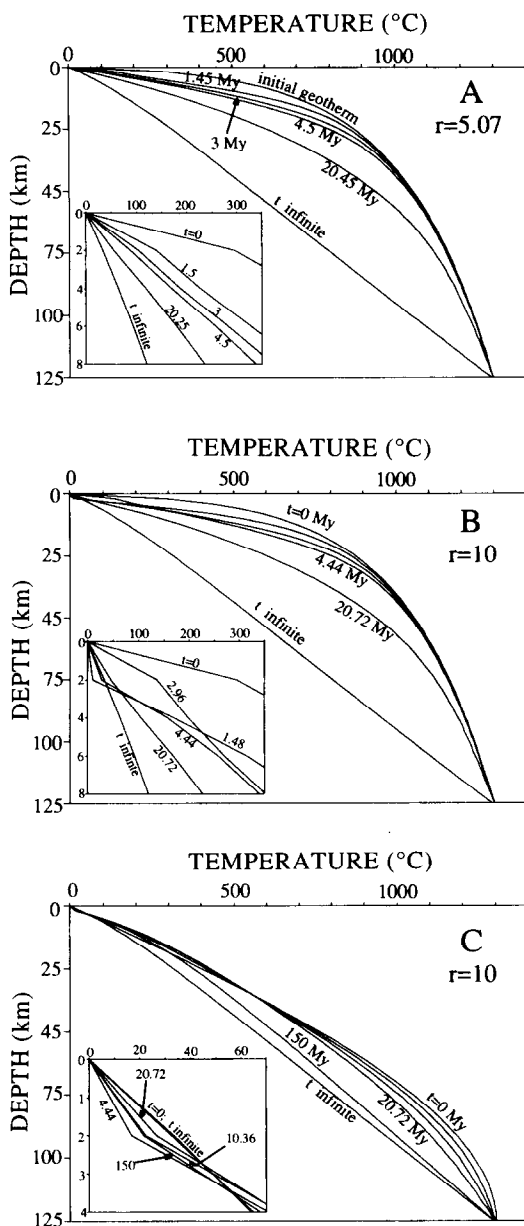 TEMPERATURE (°C)
0 500 1000
0
25
45
75
100
125
DEPTH (km)
1.45 My
initial geotherm
3 My
4.5 My
20.45 My
t infinite
A
r=5.07
0 100 200 300
0
2
4
6
8
t=0
1.5
3
4.5
20.25
t infinite
TEMPERATURE (°C)
0 500 1000
0
25
45
75
100
125
DEPTH (km)
t=0 My
4.44 My
20.72 My
t infinite
B
r=10
0 100 200 300
0
2
4
6
8
t=0
2.96
1.48
4.44
20.72
t infinite
TEMPERATURE (°C)
0 500 1000
0
25
45
75
100
125
DEPTH (km)
150 My
t infinite
t=0 My
20.72 My
C
r=10
0 20 40 60
0
1
2
3
4
20.72
t=0; t infinite
4.44
10.36
150